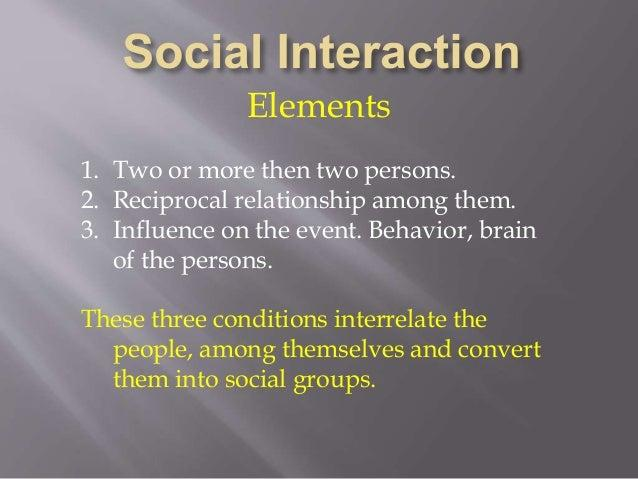 Social Interaction
Elements
1. Two or more then two persons.
2. Reciprocal relationship among them.
3. Influence on the event. Behavior, brain
of the persons.
These three conditions interrelate the
people, among themselves and convert
them into social groups.